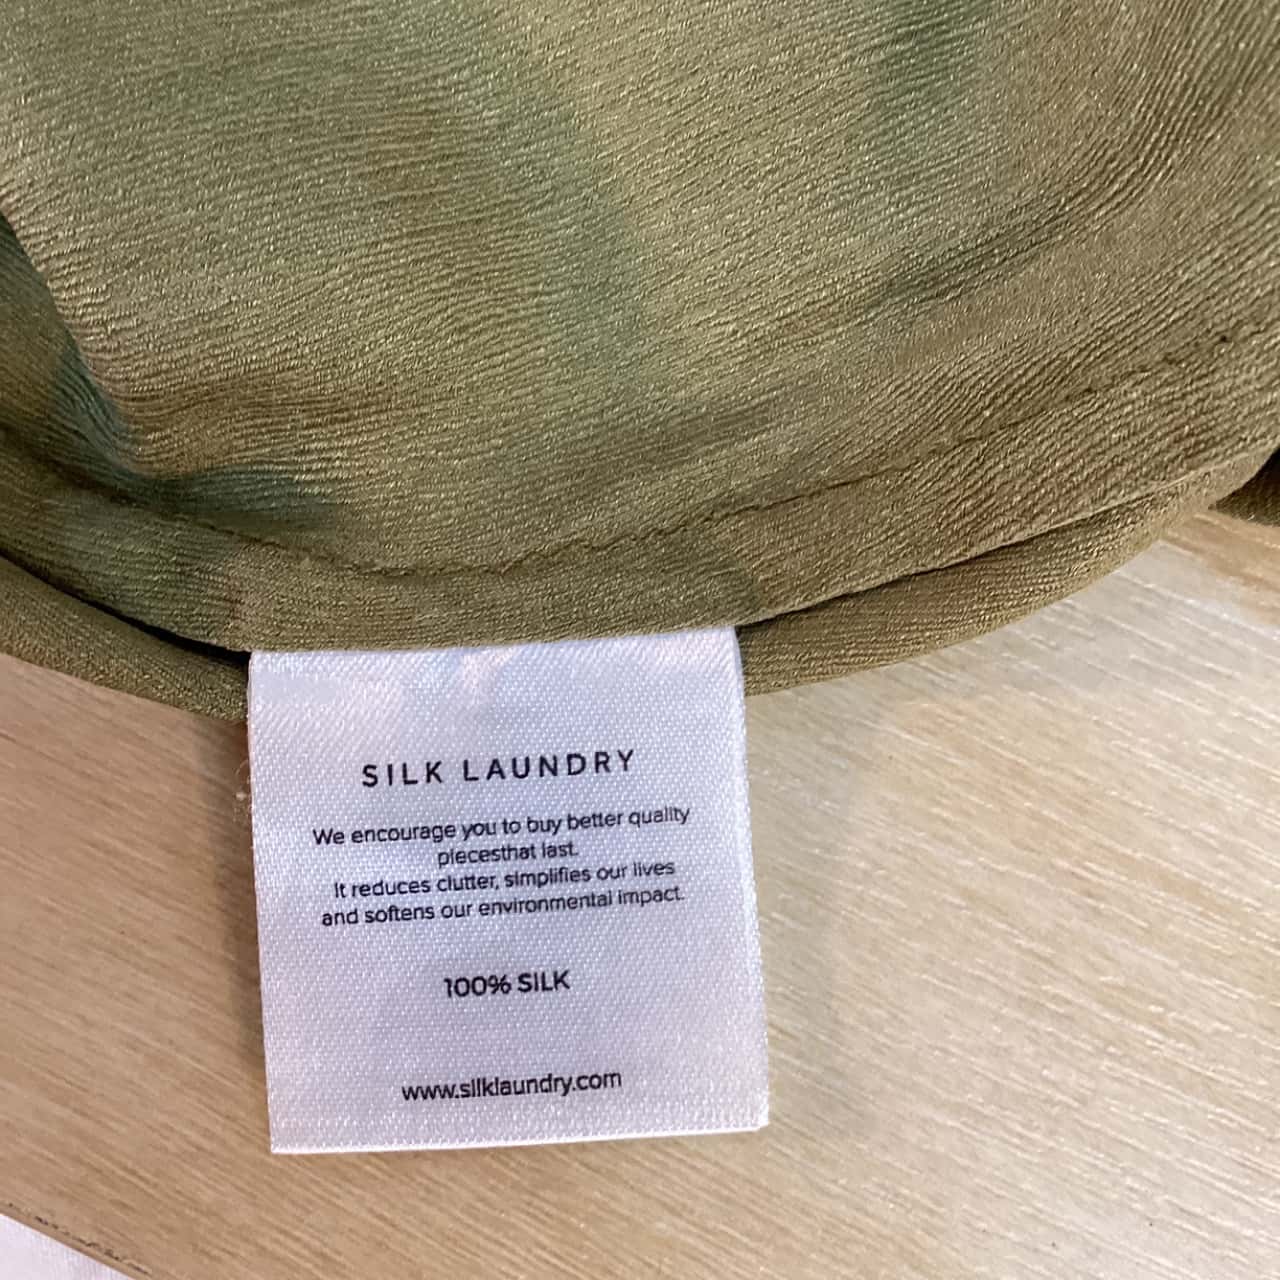 SILK LAUNDRY
We encourage you to buy better quality
piecesthat last.
It reduces clutter, simplifies our lives
and softens our environmental impact.
100% SILK
www.silklaundry.com